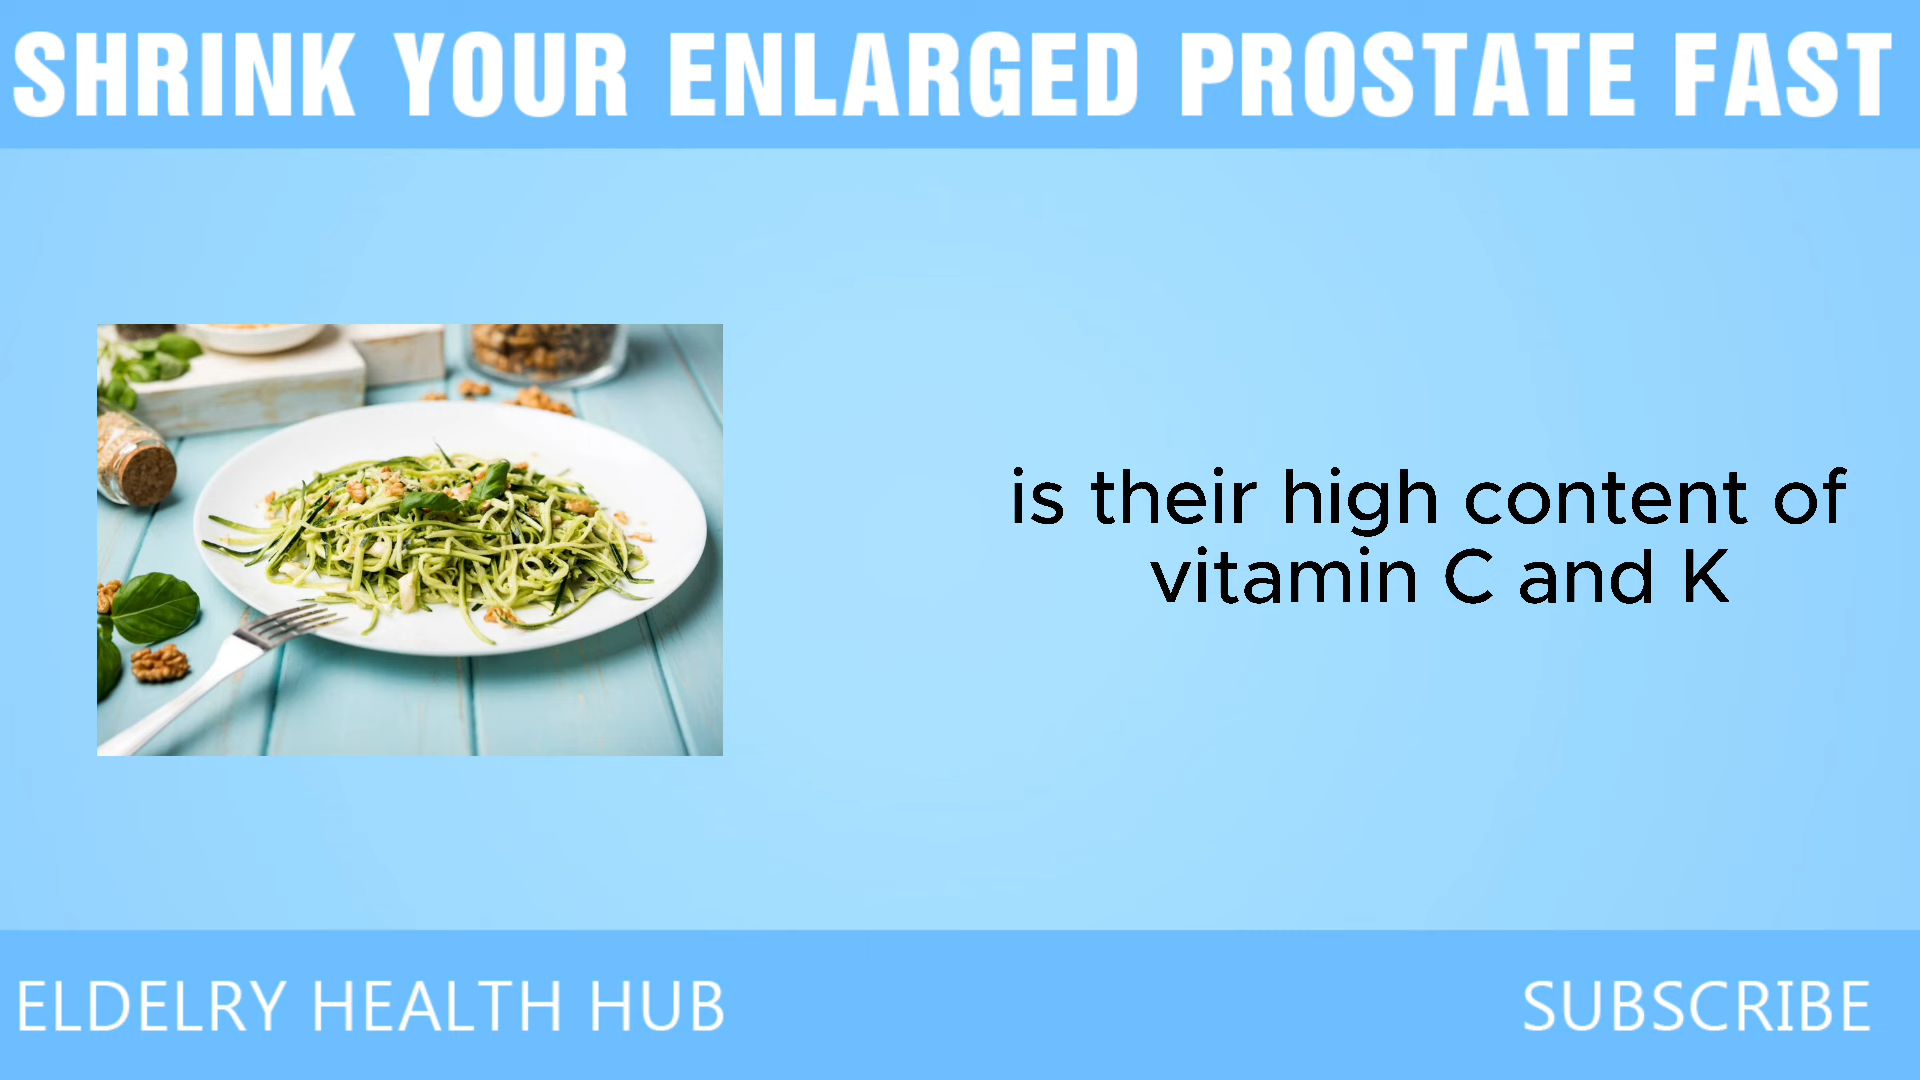 SHRINK YOUR ENLARGED PROSTATE FAST
is their high content of
vitamin C and K
ELDELRY HEALTH HUB
SUBSCRIBE